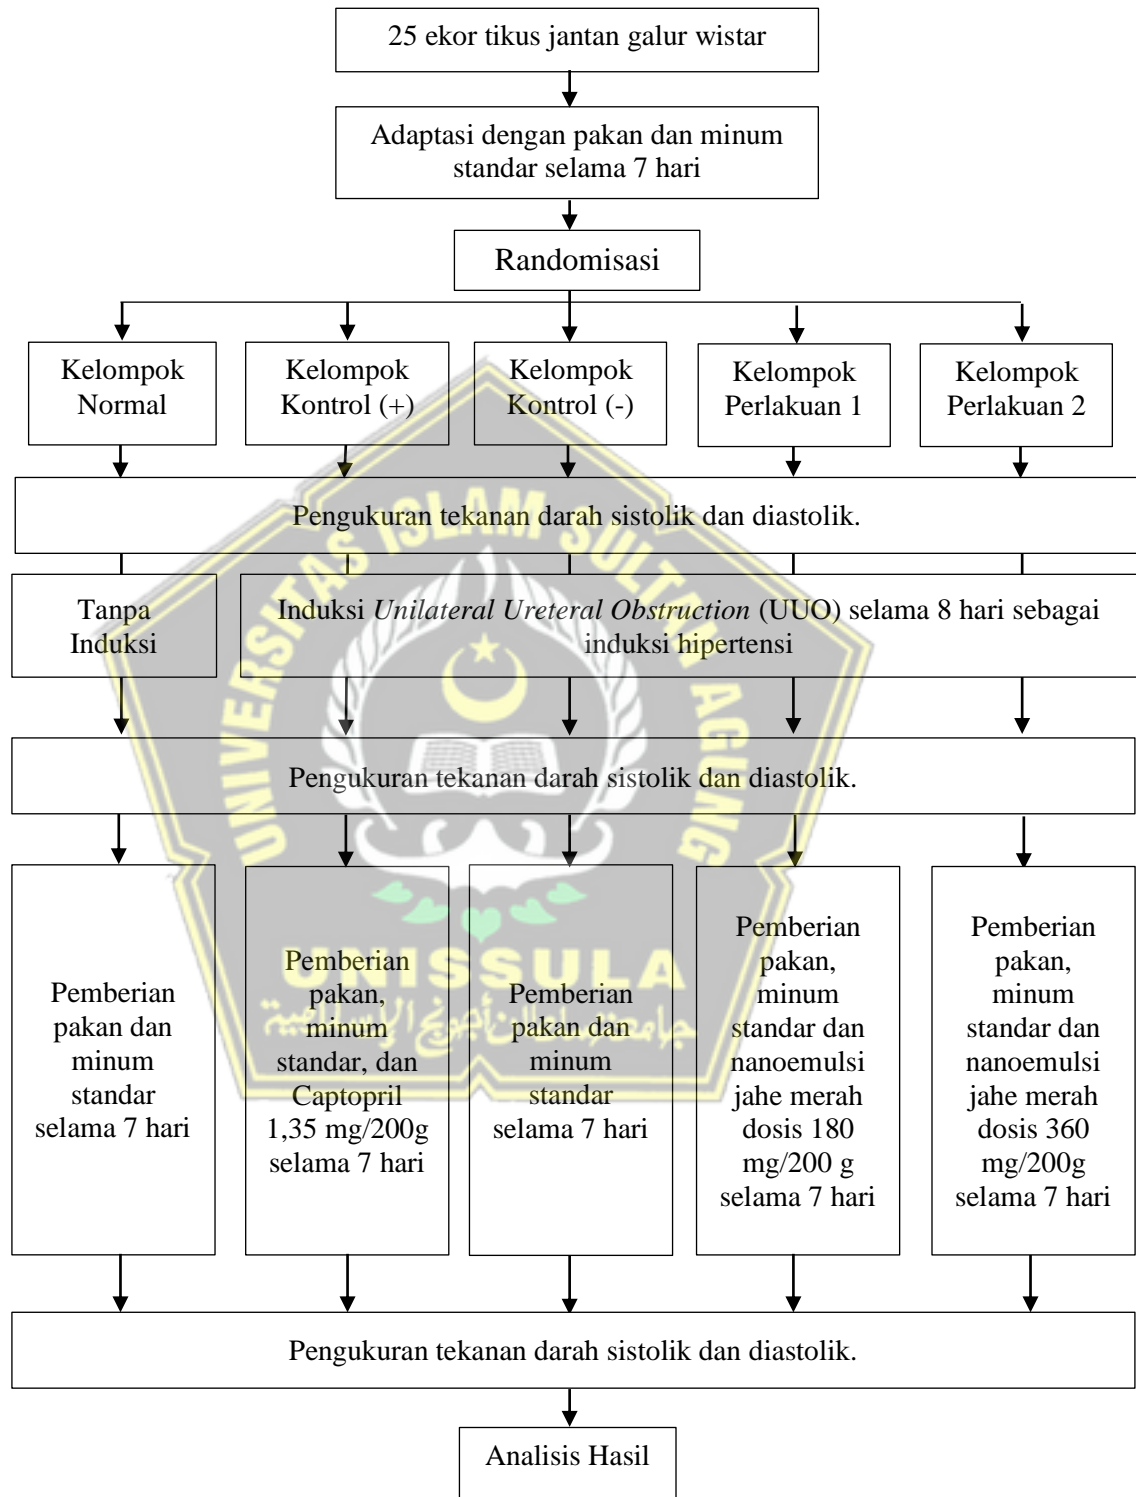 25 ekor tikus jantan galur wistar
Adaptasi dengan pakan dan minum
standar selama 7 hari
Randomisasi
Kelompok
Normal
Kelompok
Kontrol (+)
Kelompok
Kontrol (-)
Kelompok
Perlakuan 1
Kelompok
Perlakuan 2
Pengukuran tekanan darah sistolik dan diastolik.
Tanpa
Induksi
Induksi Unilateral Ureteral Obstruction (UUO) selama 8 hari sebagai
induksi hipertensi
Pengukuran tekanan darah sistolik dan diastolik.
Pemberian
pakan dan
minum
standar
selama 7 hari
Pemberian
pakan,
minum
standar, dan
Captopril
1,35 mg/200g
selama 7 hari
Pemberian
pakan dan
minum
standar
selama 7 hari
Pemberian
pakan,
minum
standar dan
nanoemulsi
jahe merah
dosis 180
mg/200 g
selama 7 hari
Pemberian
pakan,
minum
standar dan
nanoemulsi
jahe merah
dosis 360
mg/200g
selama 7 hari
Pengukuran tekanan darah sistolik dan diastolik.
Analisis Hasil
UNIVERSITAS ISLAM SULTAN AGUNG
UNISSULA
جامعة سلطان أجونج الإسلامية